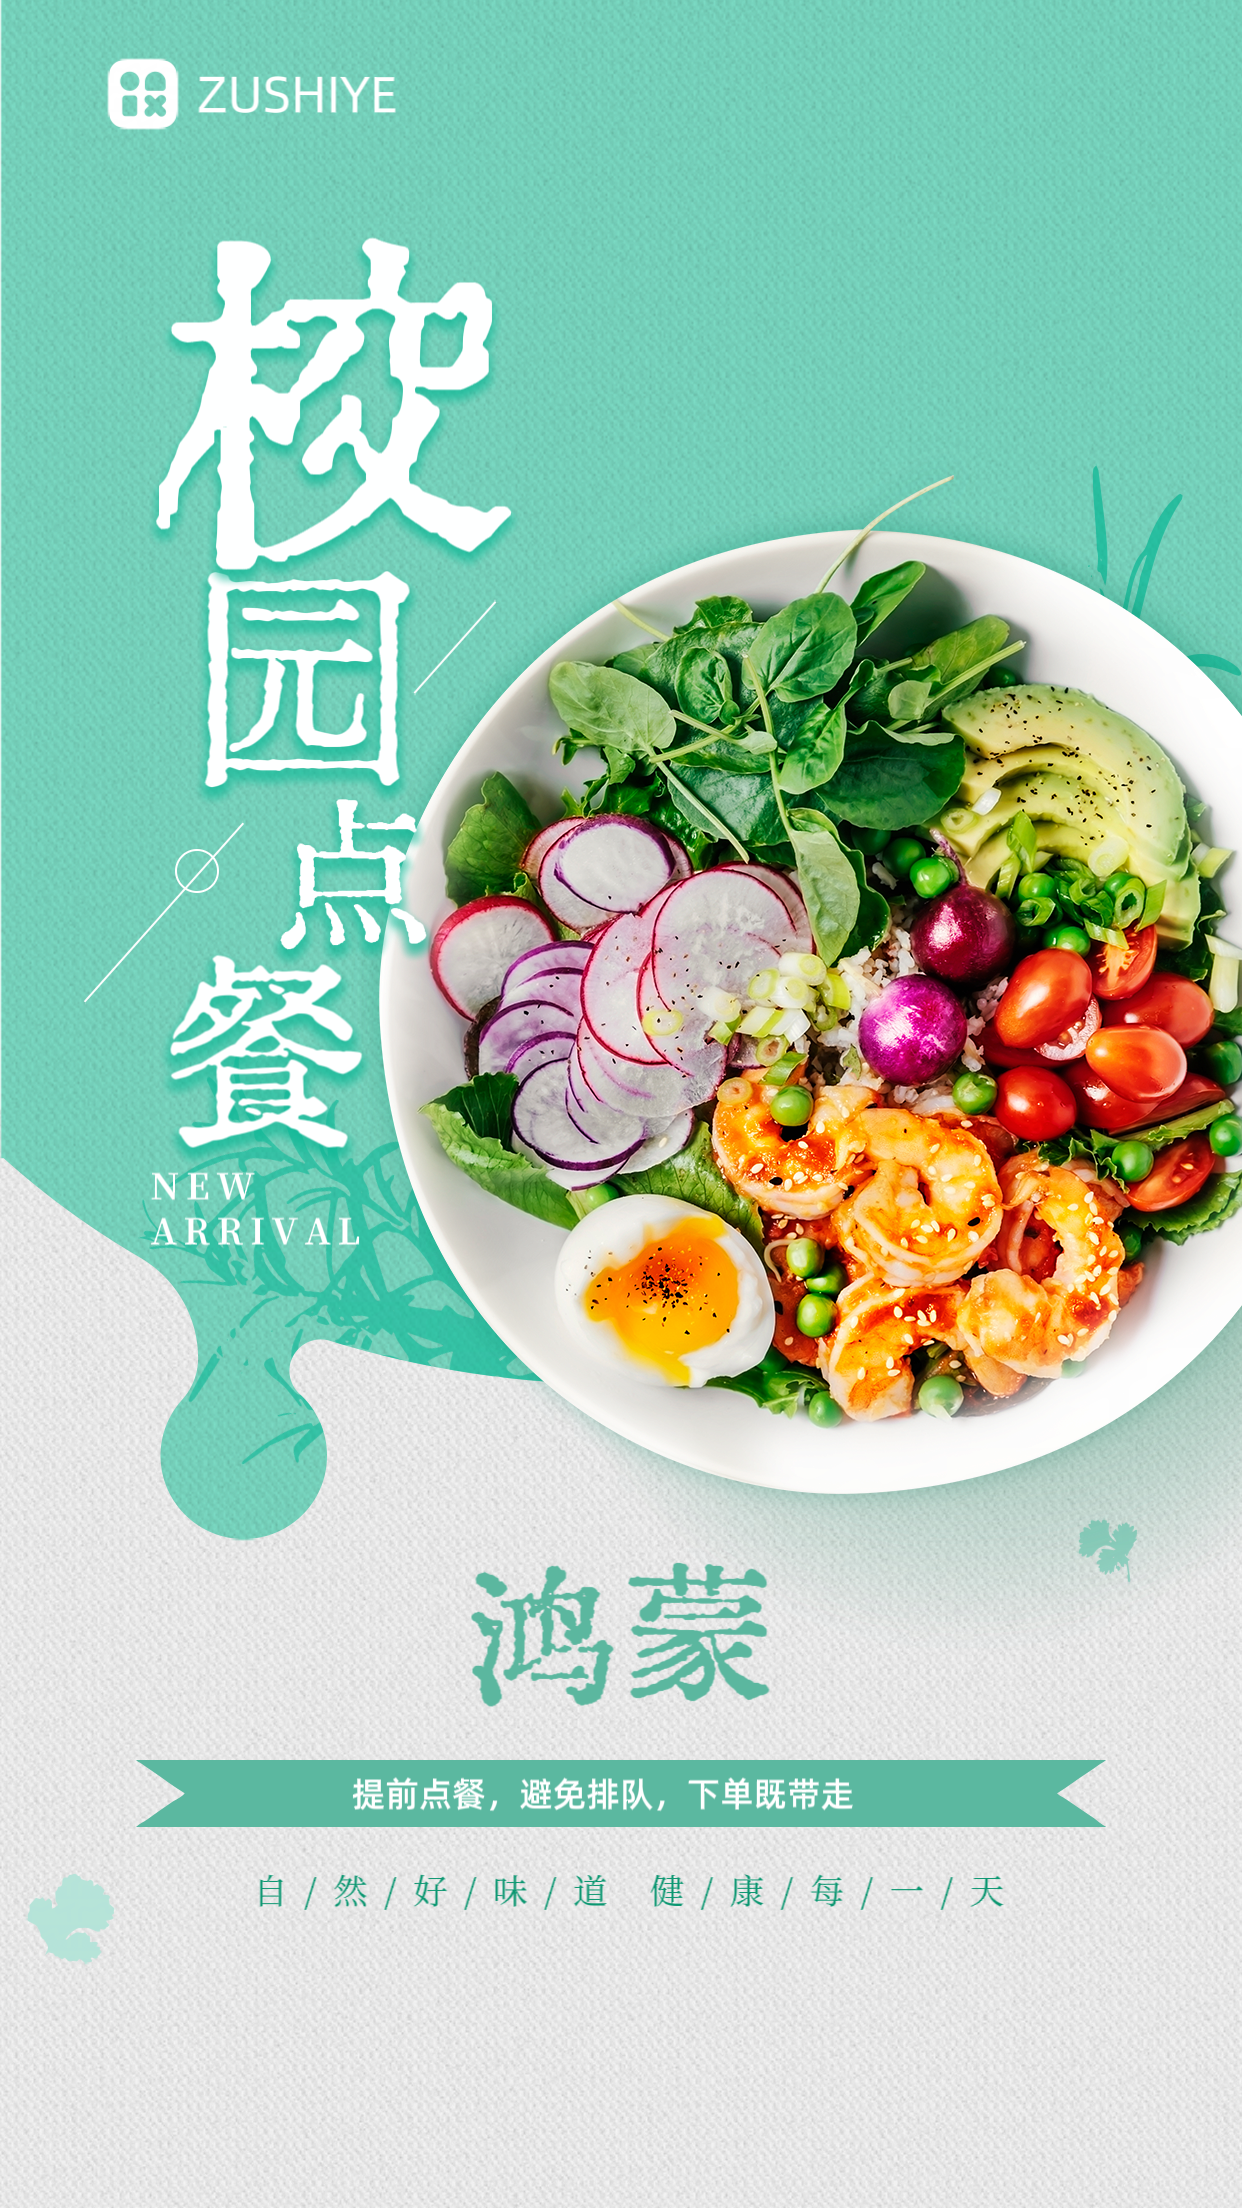 ZUSHIYE
校园点餐
NEW
ARRIVAL
鸿蒙
提前点餐，避免排队，下单既带走
自/然/好/味/道 健/康/每/一/天